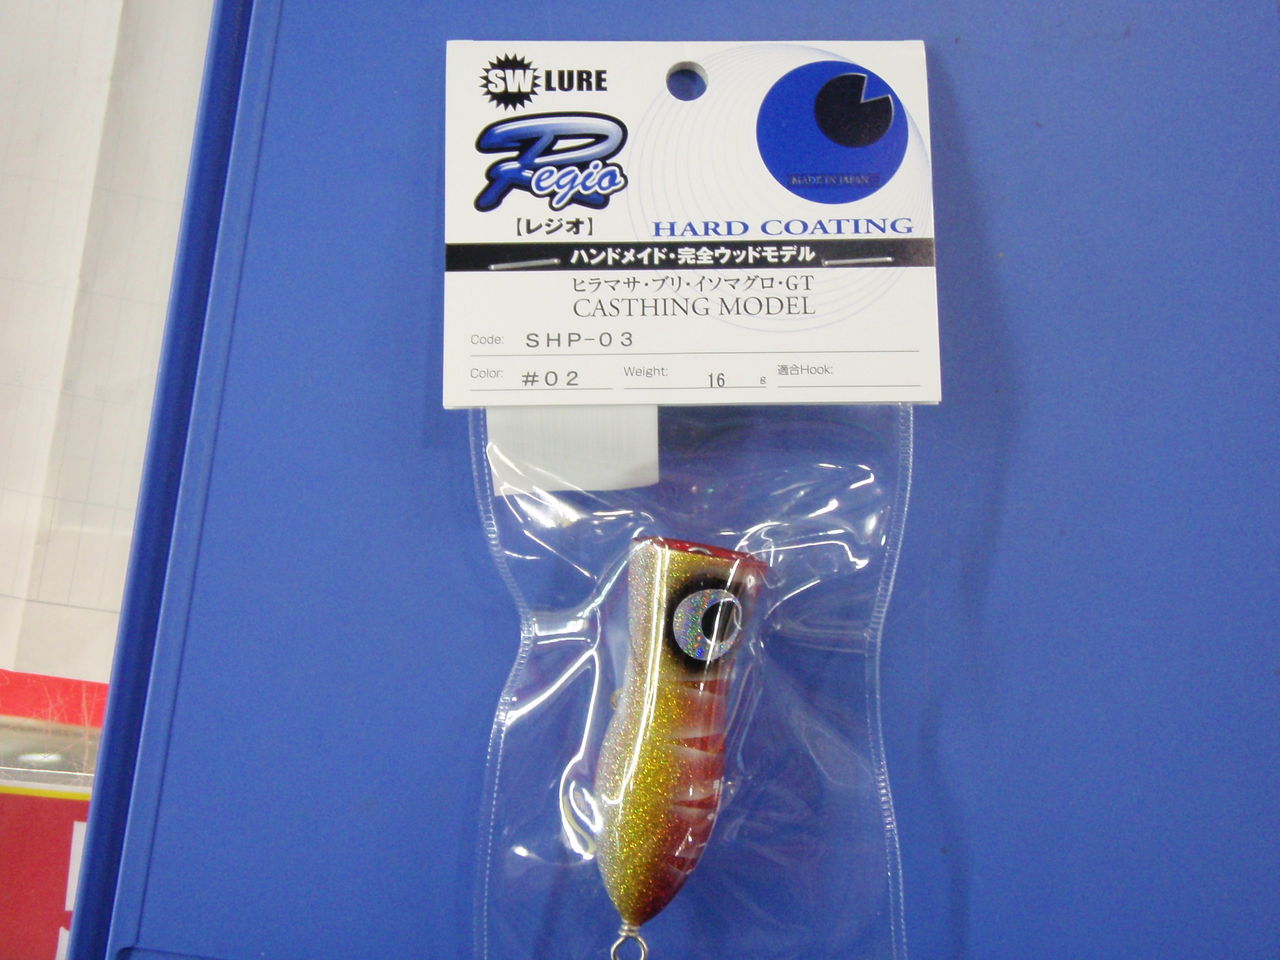 SW LURE
Regio
【レジオ】
MADE IN JAPAN
HARD COATING
ハンドメイド・完全ウッドモデル
ヒラマサ・ブリ・イソマグロ・GT
CASTHING MODEL
Code: SHP-03
Color: #02 Weight: 16 g 適合Hook: